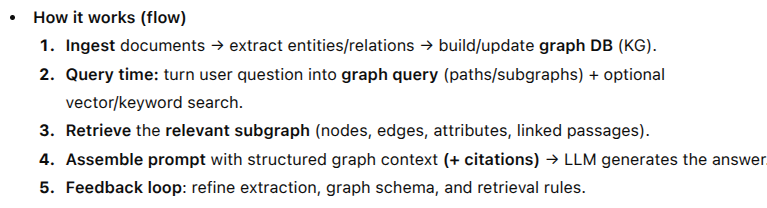 • How it works (flow)
1. Ingest documents → extract entities/relations → build/update graph DB (KG).
2. Query time: turn user question into graph query (paths/subgraphs) + optional
vector/keyword search.
3. Retrieve the relevant subgraph (nodes, edges, attributes, linked passages).
4. Assemble prompt with structured graph context (+ citations) → LLM generates the answer
5. Feedback loop: refine extraction, graph schema, and retrieval rules.